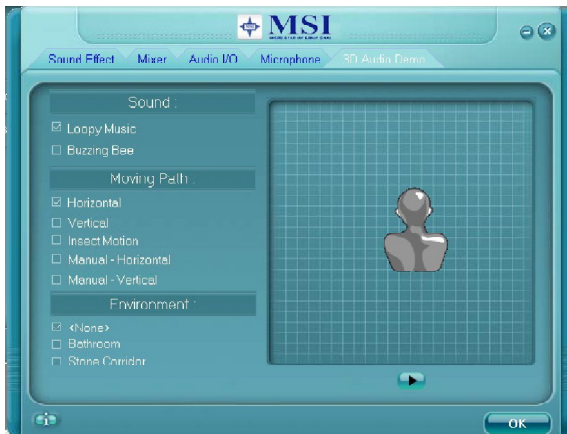 MSI
Sound Effect Mixer Audio I/O Microphone 3D Audio Demo
Sound :
Loopy Music
Buzzing Bee
Moving Path :
Horizontal
Vertical
Insect Motion
Manual - Horizontal
Manual - Vertical
Environment :
<None>
Bathroom
Stone Corridor
OK